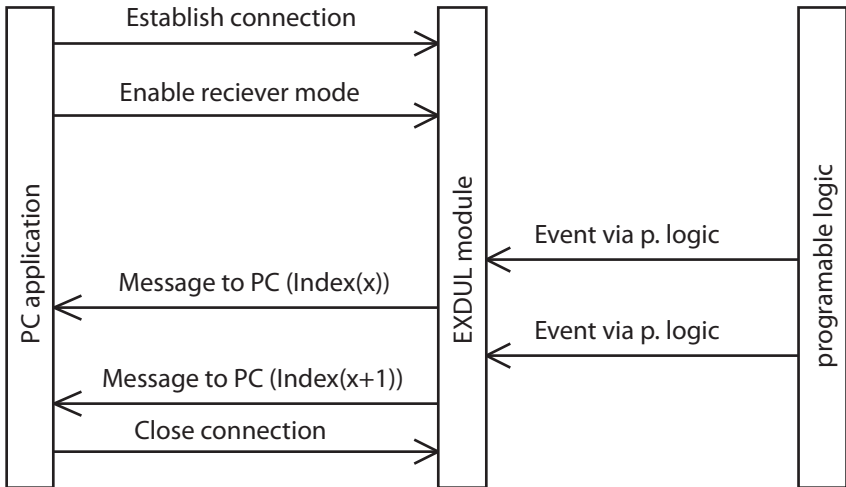 Establish connection
Enable reciever mode
PC application
EXDUL module
programable logic
Event via p. logic
Message to PC (Index(x))
Event via p. logic
Message to PC (Index(x+1))
Close connection